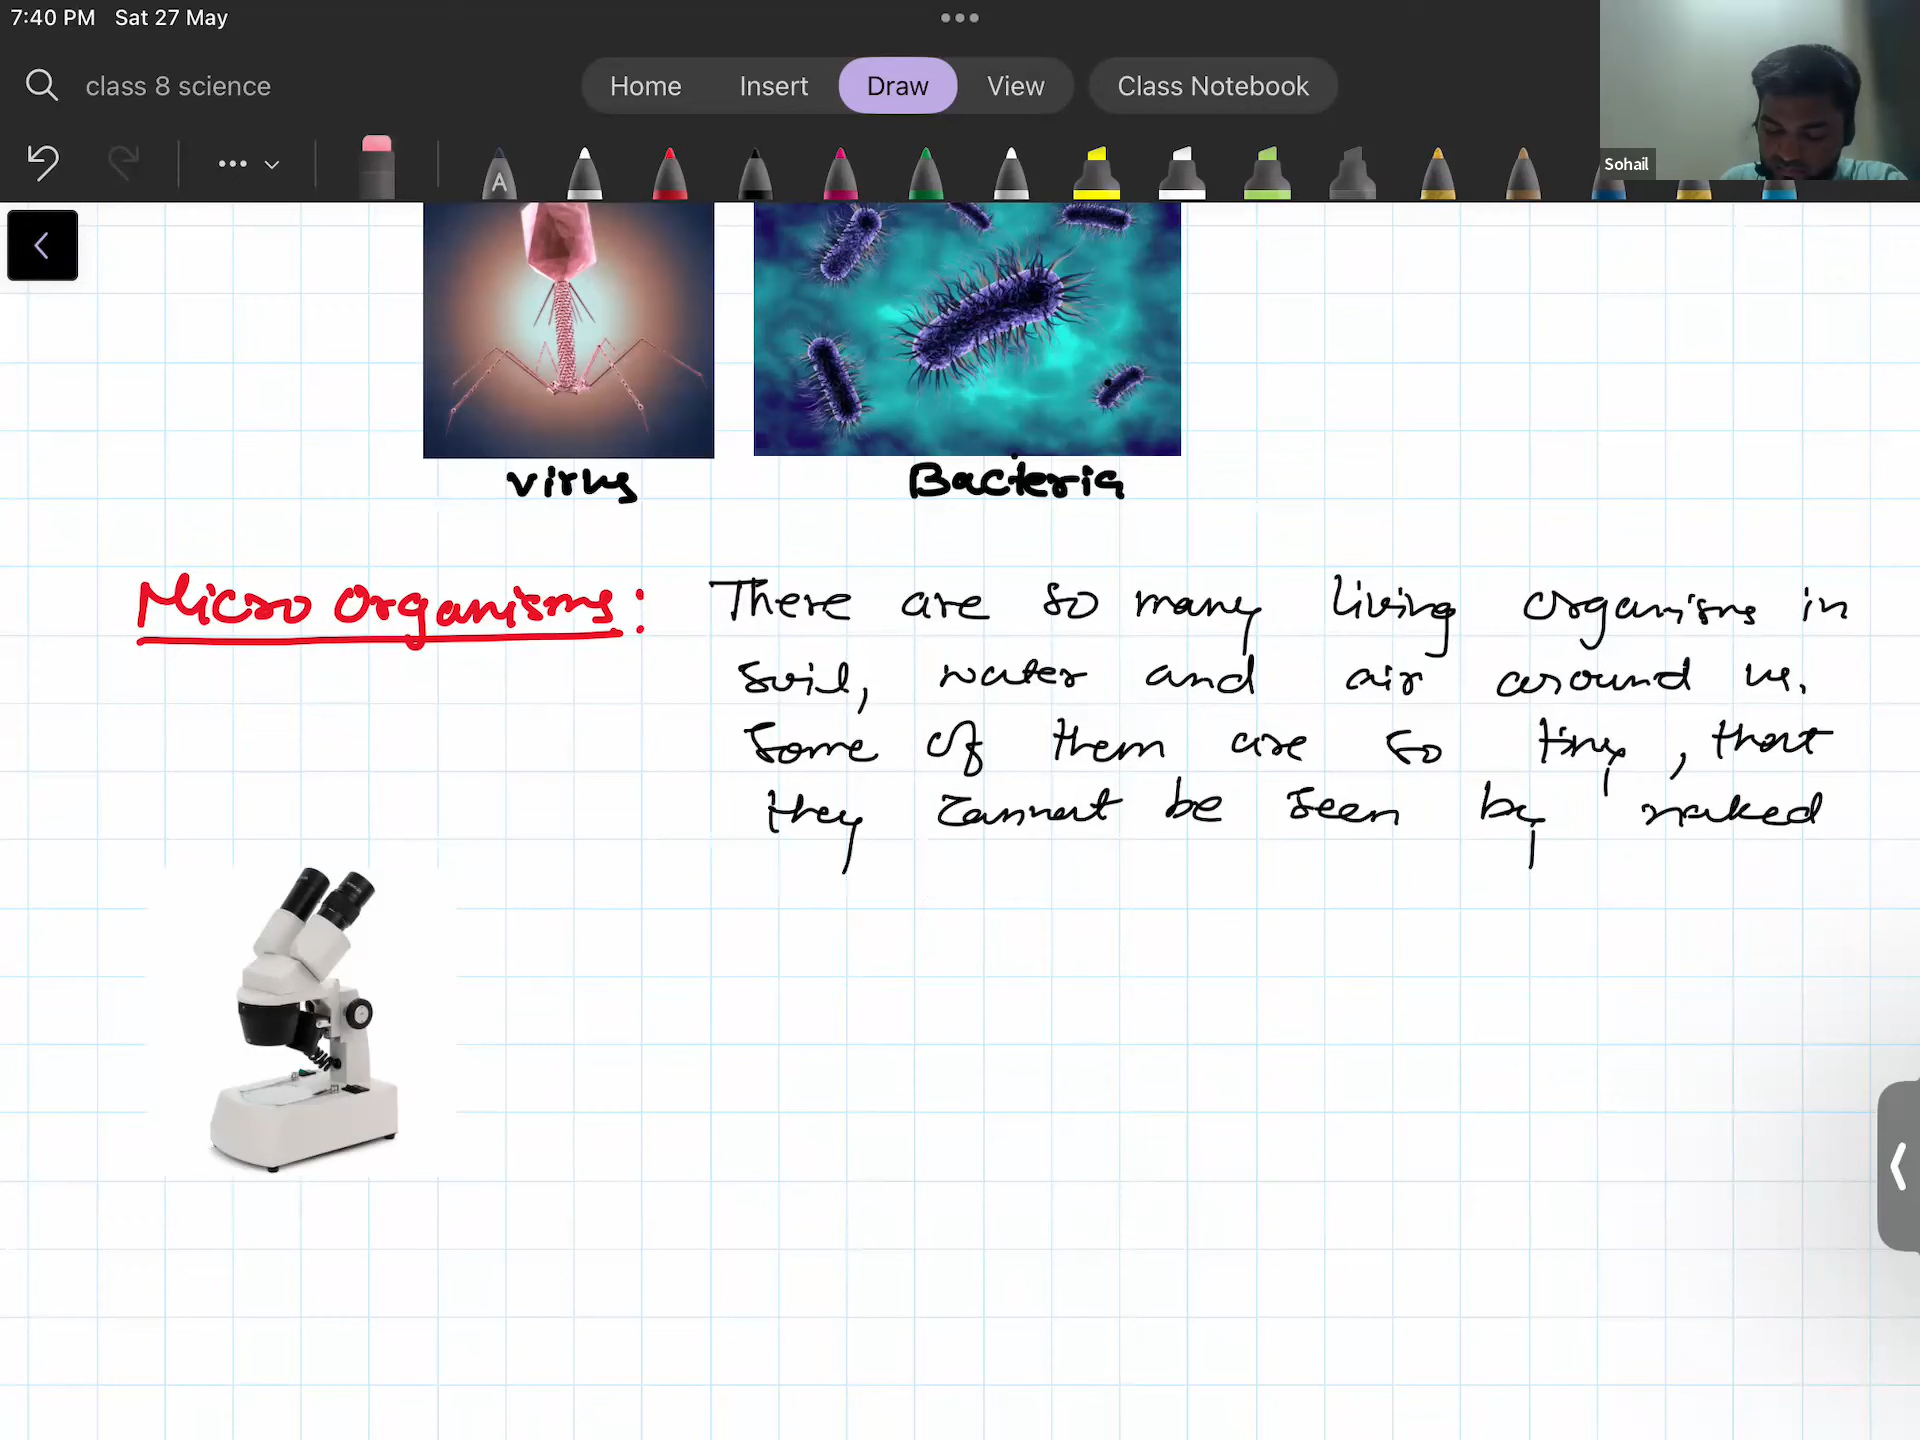 7:40 PM Sat 27 May
class 8 science
Home Insert Draw View Class Notebook
A
Sohail
virus Bacteria
Micro Organisms: There are so many living organisms in
soil, water and air around us.
Some of them are so tiny, that
they cannot be seen by naked